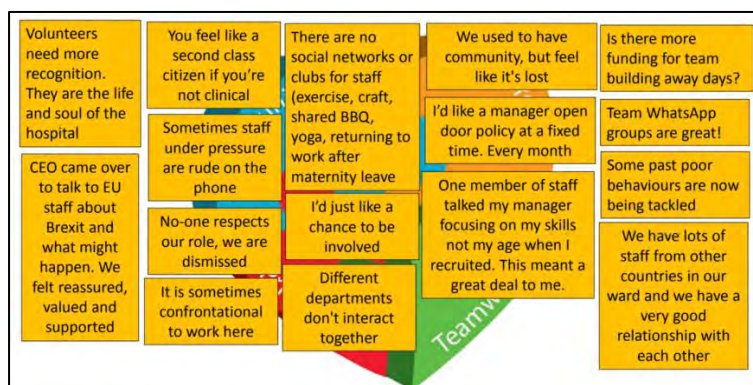 Volunteers
need more
recognition.
They are the life
and soul of the
hospital
CEO came over
to talk to EU
staff about
Brexit and
what might
happen. We
felt reassured,
valued and
supported
You feel like a
second class
citizen if you're
not clinical
Sometimes staff
under pressure
are rude on the
phone
No-one respects
our role, we are
dismissed
It is sometimes
confrontational
to work here
There are no
social networks or
clubs for staff
(exercise, craft,
shared BBQ,
yoga, returning to
work after
maternity leave
I'd just like a
chance to be
involved
Different
departments
don't interact
together
We used to have
community, but feel
like it's lost
I'd like a manager open
door policy at a fixed
time. Every month
One member of staff
talked my manager
focusing on my skills
not my age when I
recruited. This meant a
great deal to me.
Is there more
funding for team
building away days?
Team WhatsApp
groups are great!
Some past poor
behaviours are now
being tackled
We have lots of
staff from other
countries in our
ward and we have a
very good
relationship with
each other